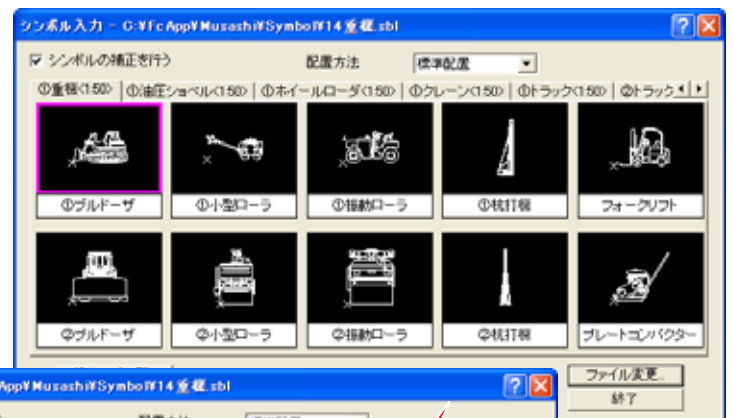 シンボル入力 - C:¥FcApp¥Musashi¥Symbol¥14重機.sbl
シンボルの補正を行う 配置方法 標準配置
①重機<1:50> ①油圧ショベル<1:50> ①ホイールローダ<1:50> ①クレーン<1:50> ①トラック<1:50> ②トラック
①ブルドーザ ①小型ローラ ①振動ローラ ①杭打機 フォークリフト
②ブルドーザ ②小型ローラ ②振動ローラ ②杭打機 プレートコンパクター
ファイル変更..
App¥Musashi¥Symbol¥14重機.sbl
終了